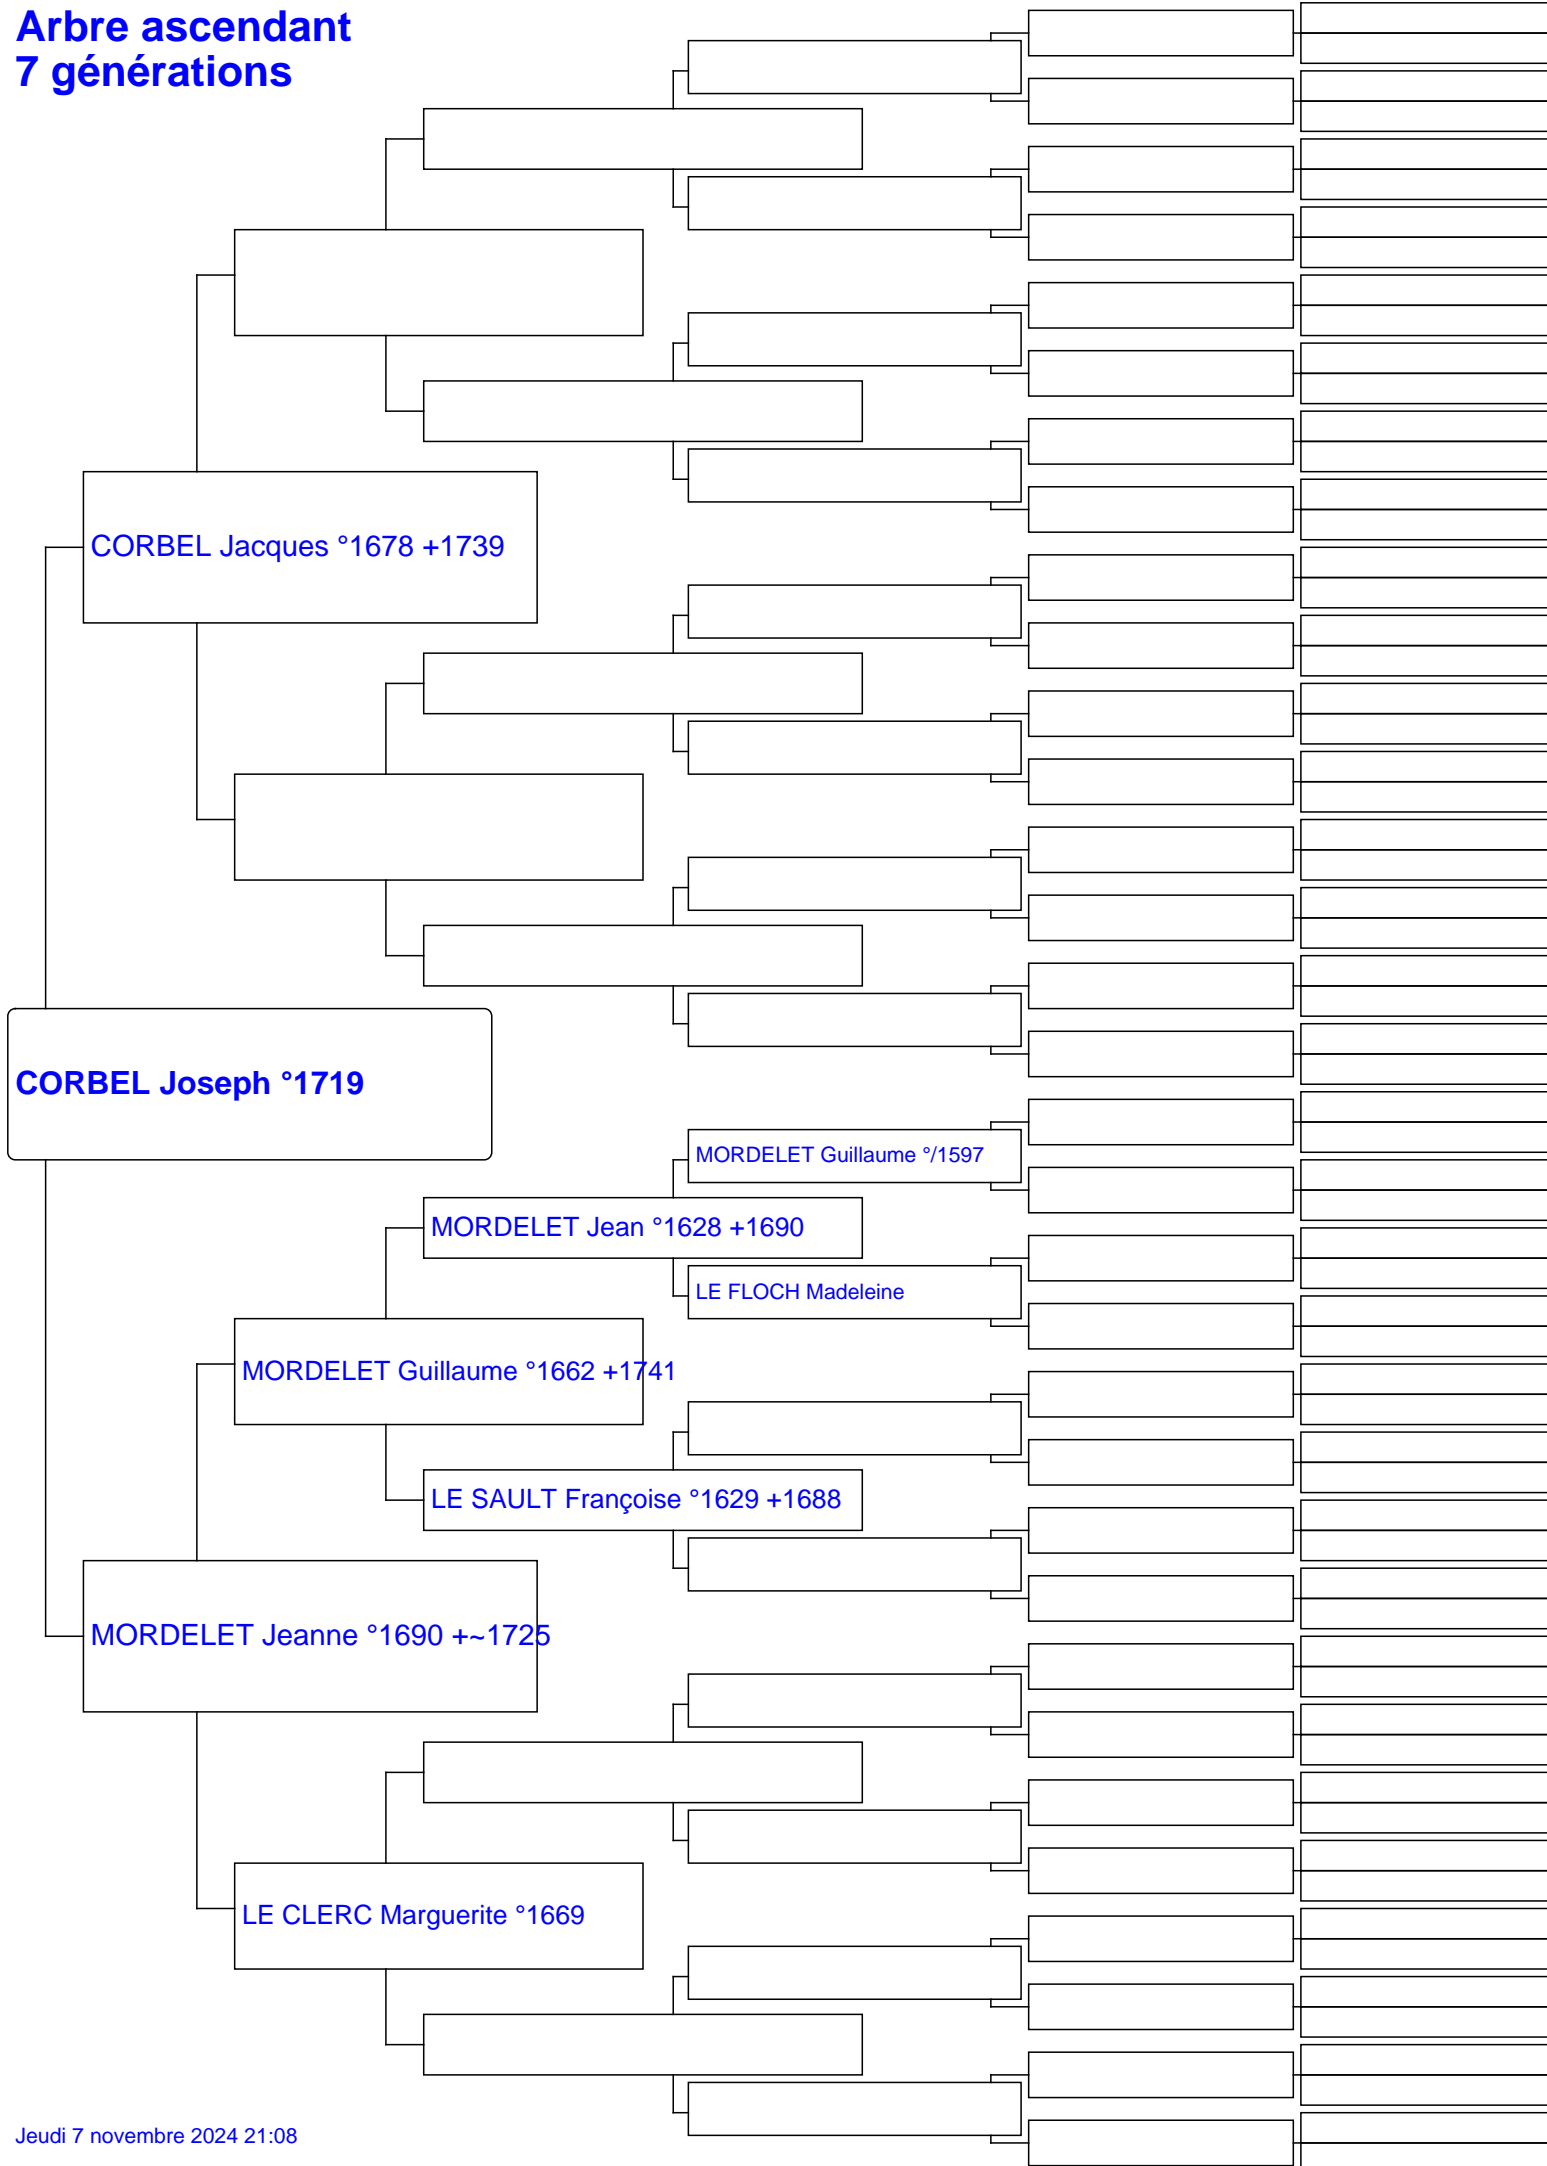 Arbre ascendant
7 générations
CORBEL Jacques °1678 +1739
CORBEL Joseph °1719
MORDELET Guillaume °/1597
MORDELET Jean °1628 +1690
LE FLOCH Madeleine
MORDELET Guillaume °1662 +1741
LE SAULT Françoise °1629 +1688
MORDELET Jeanne °1690 +~1725
LE CLERC Marguerite °1669
Jeudi 7 novembre 2024 21:08